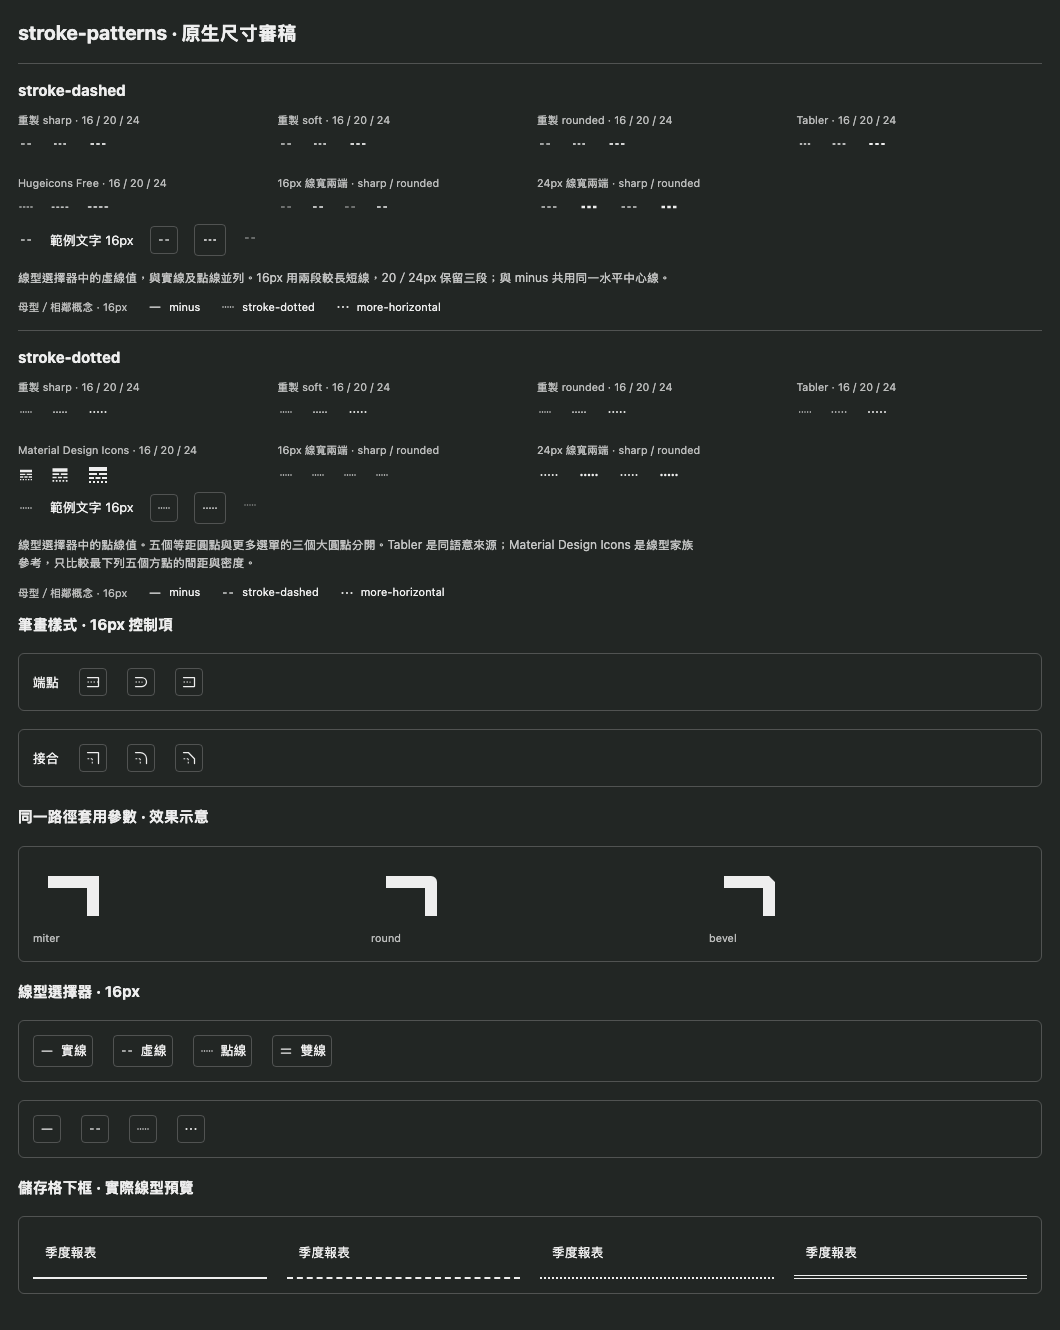 stroke-patterns · 原生尺寸審稿
stroke-dashed
重製 sharp · 16 / 20 / 24
重製 soft · 16 / 20 / 24
重製 rounded · 16 / 20 / 24
Tabler · 16 / 20 / 24
Hugeicons Free · 16 / 20 / 24
16px 線寬兩端 · sharp / rounded
24px 線寬兩端 · sharp / rounded
範例文字 16px
線型選擇器中的虛線值，與實線及點線並列。16px 用兩段較長短線，20 / 24px 保留三段；與 minus 共用同一水平中心線。
母型 / 相鄰概念 · 16px
minus
stroke-dotted
more-horizontal
stroke-dotted
重製 sharp · 16 / 20 / 24
重製 soft · 16 / 20 / 24
重製 rounded · 16 / 20 / 24
Tabler · 16 / 20 / 24
Material Design Icons · 16 / 20 / 24
16px 線寬兩端 · sharp / rounded
24px 線寬兩端 · sharp / rounded
範例文字 16px
線型選擇器中的點線值。五個等距圓點與更多選單的三個大圓點分開。Tabler 是同語意來源；Material Design Icons 是線型家族
參考，只比較最下列五個方點的間距與密度。
母型 / 相鄰概念 · 16px
minus
stroke-dashed
more-horizontal
筆畫樣式 · 16px 控制項
端點
接合
同一路徑套用參數 · 效果示意
miter
round
bevel
線型選擇器 · 16px
實線
虛線
點線
雙線
儲存格下框 · 實際線型預覽
季度報表
季度報表
季度報表
季度報表